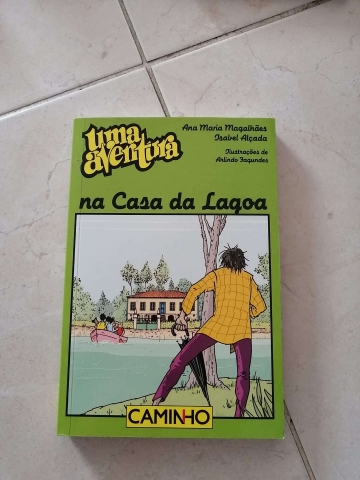 uma
aventura
Ana Maria Magalhães
Isabel Alçada
Ilustrações de
Arlindo Fagundes
na Casa da Lagoa
CAMINHO